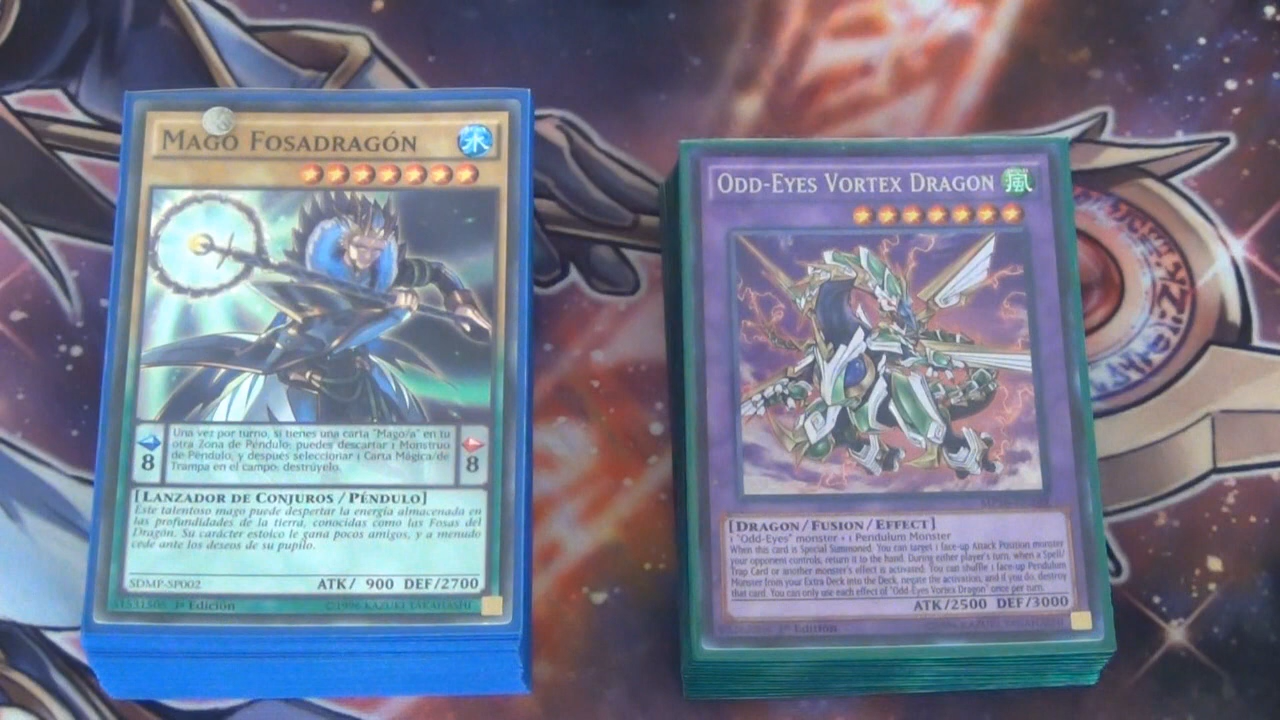 MAGO FOSADRAGÓN
水
Una vez por turno, si tienes una carta "Mago/a" en tu
otra Zona de Péndulo: puedes descartar 1 Monstruo
de Péndulo, y después seleccionar 1 Carta Mágica/de
Trampa en el campo; destrúyelo.
8
8
[LANZADOR DE CONJUROS / PÉNDULO]
Este talentoso mago puede despertar la energía almacenada en
las profundidades de la tierra, conocidas como las Fosas del
Dragón. Su carácter estoico le gana pocos amigos, y a menudo
cede ante los deseos de su pupilo.
ATK/ 900 DEF/2700
SDMP-SP002
1ª Edición
©1996 KAZUKI TAKAHASHI
ODD-EYES VORTEX DRAGON
風
[DRAGON / FUSION / EFFECT]
1 "Odd-Eyes" monster + 1 Pendulum Monster
When this card is Special Summoned: You can target 1 face-up Attack Position monster
your opponent controls; return it to the hand. During either player's turn, when a Spell/
Trap Card or another monster's effect is activated: You can shuffle 1 face-up Pendulum
Monster from your Extra Deck into the Deck; negate the activation, and if you do, destroy
that card. You can only use each effect of "Odd-Eyes Vortex Dragon" once per turn.
ATK/2500 DEF/3000
Edition